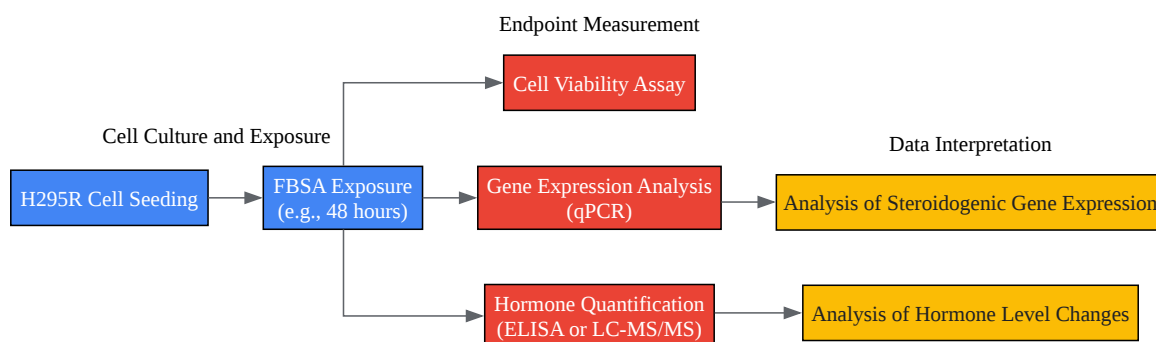 Endpoint Measurement
Cell Viability Assay
Cell Culture and Exposure
Data Interpretation
H295R Cell Seeding
FBSA Exposure
(e.g., 48 hours)
Gene Expression Analysis
(qPCR)
Analysis of Steroidogenic Gene Expression
Hormone Quantification
(ELISA or LC-MS/MS)
Analysis of Hormone Level Changes